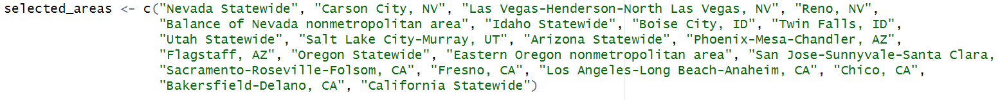 selected_areas <- c("Nevada Statewide", "Carson City, NV", "Las Vegas-Henderson-North Las Vegas, NV", "Reno, NV",
"Balance of Nevada nonmetropolitan area", "Idaho Statewide", "Boise City, ID", "Twin Falls, ID",
"Utah Statewide", "Salt Lake City-Murray, UT", "Arizona Statewide", "Phoenix-Mesa-Chandler, AZ",
"Flagstaff, AZ", "Oregon Statewide", "Eastern Oregon nonmetropolitan area", "San Jose-Sunnyvale-Santa Clara,
"Sacramento-Roseville-Folsom, CA", "Fresno, CA", "Los Angeles-Long Beach-Anaheim, CA", "Chico, CA",
"Bakersfield-Delano, CA", "California Statewide")